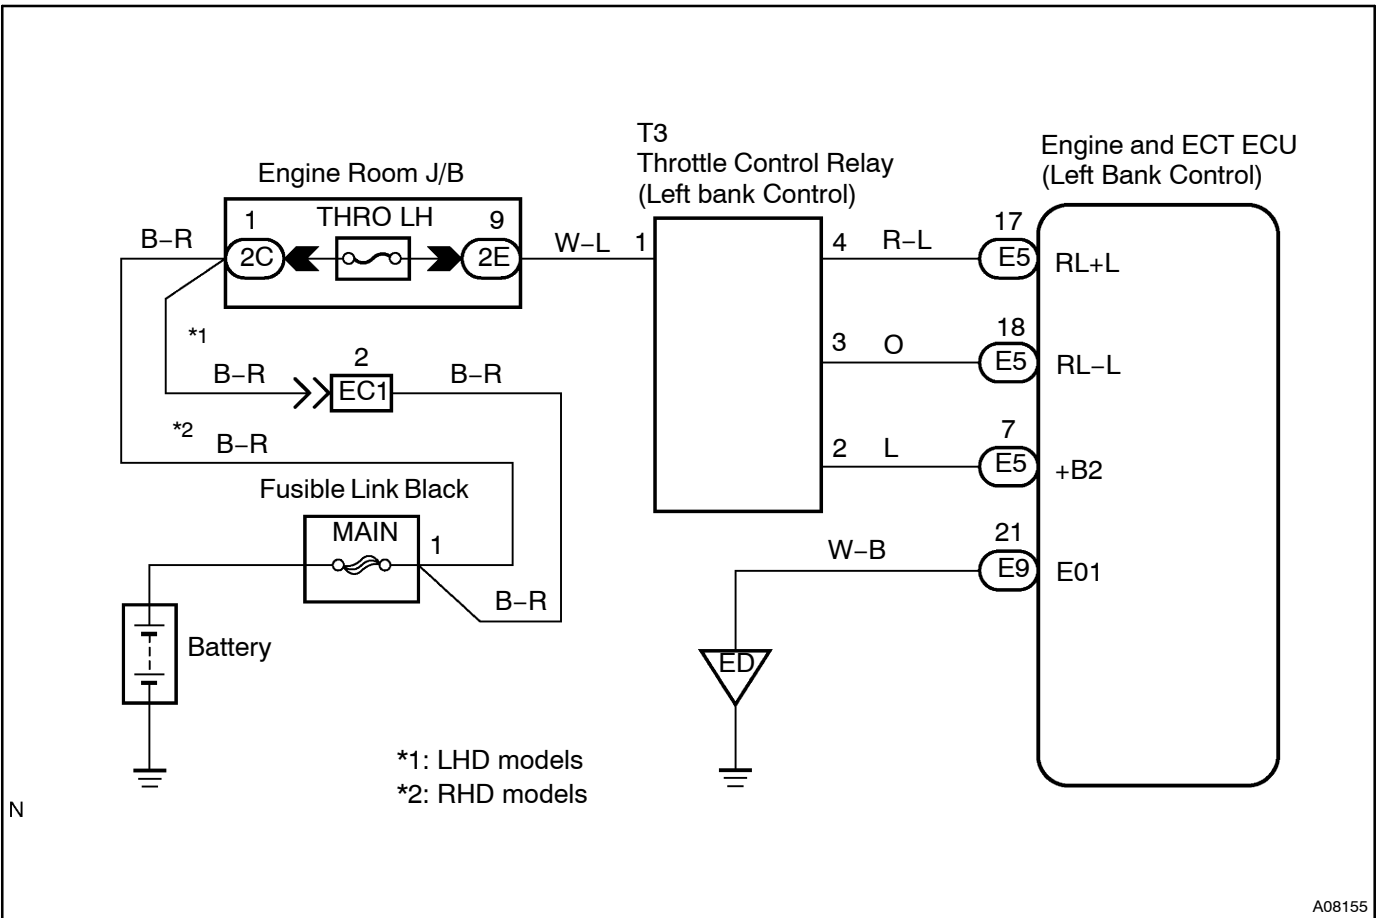 T3
Throttle Control Relay
(Left bank Control)
Engine and ECT ECU
(Left Bank Control)
Engine Room J/B
1 THRO LH 9
B–R 2C 2E W–L 1
4 R–L 17 E5 RL+L
*1
2
B–R EC1 B–R
3 O 18 E5 RL–L
*2
B–R
2 L 7 E5 +B2
Fusible Link Black
MAIN 1
B–R
W–B 21 E9 E01
Battery
ED
*1: LHD models
*2: RHD models
N
A08155